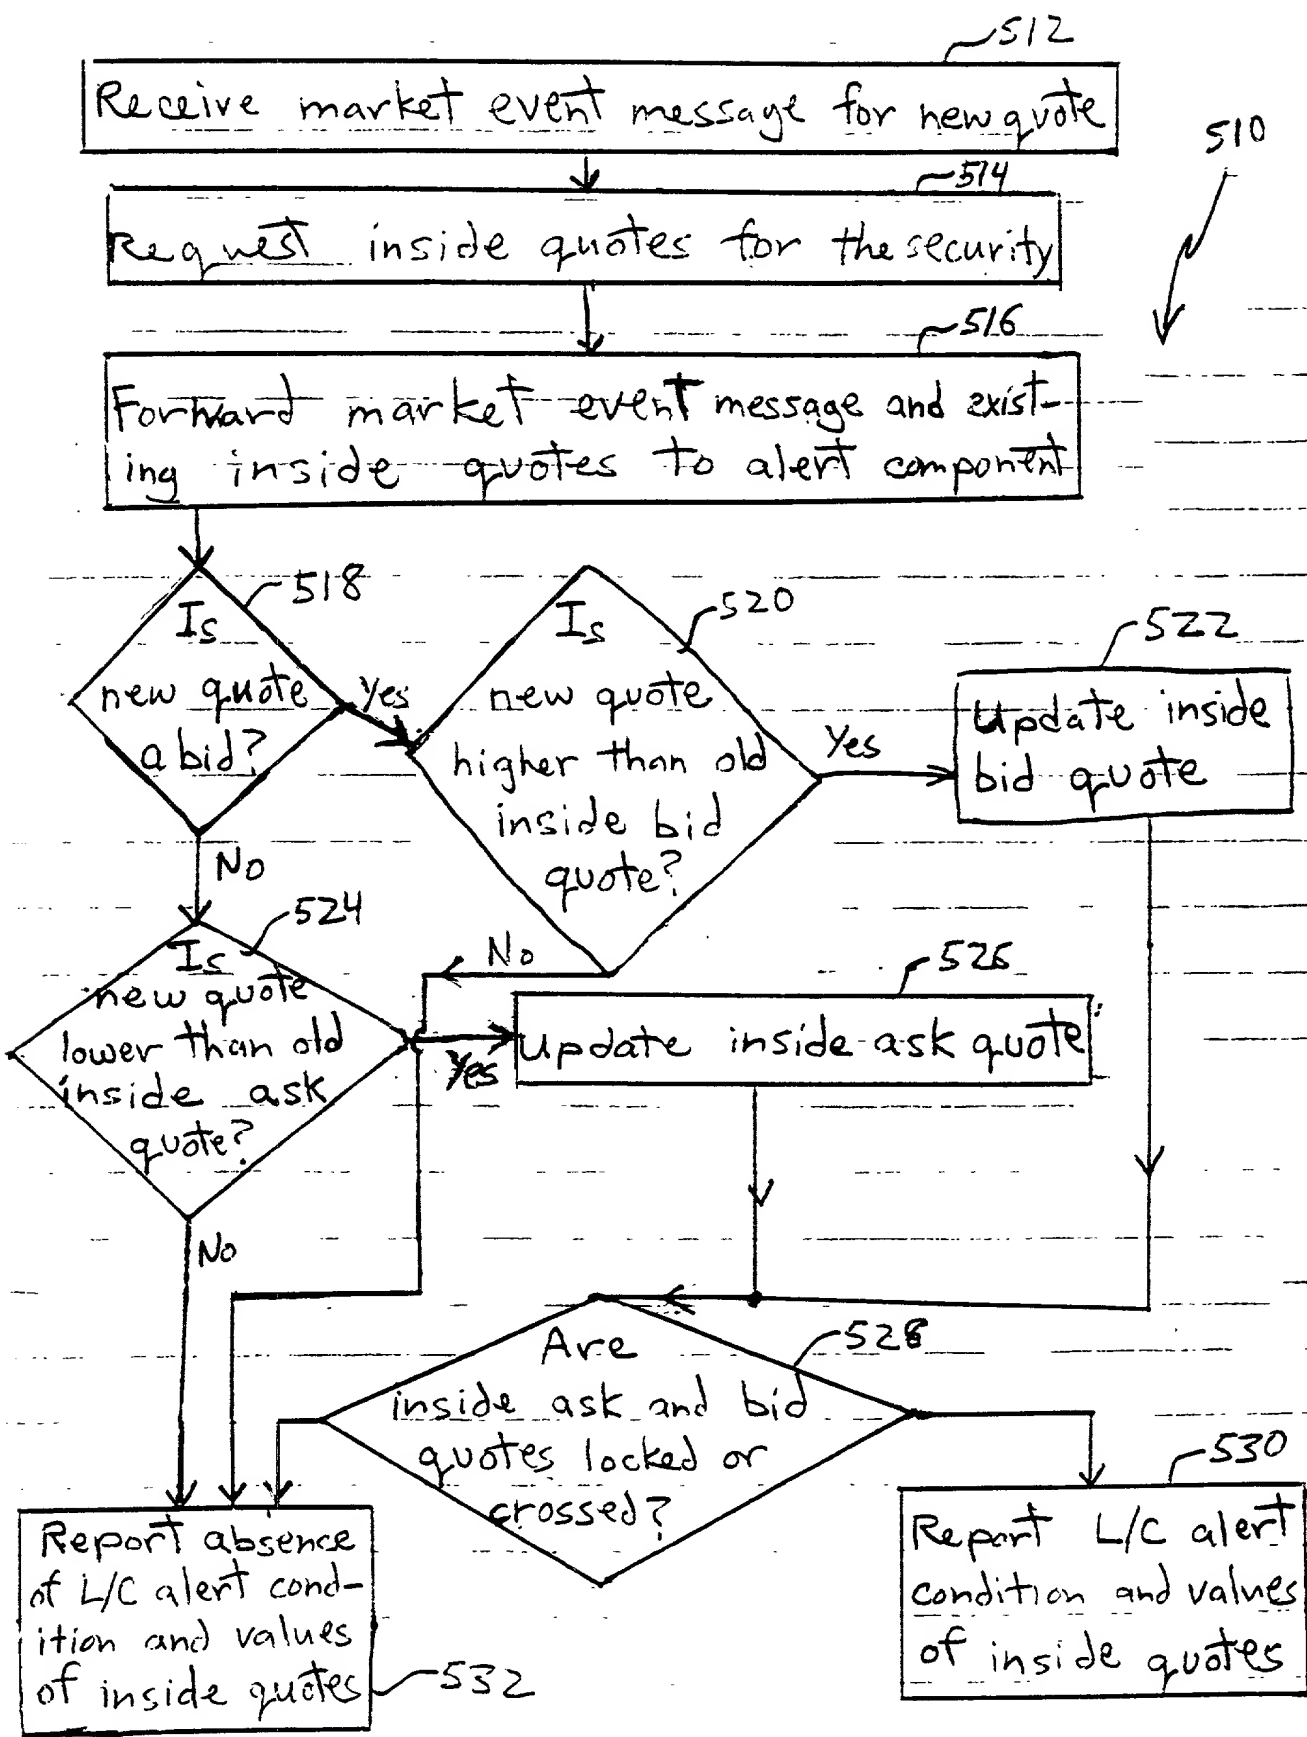 512
Receive market event message for new quote
510
514
Request inside quotes for the security
516
Forward market event message and exist-
ing inside quotes to alert component
518
Is
new quote
a bid?
Yes
520
Is
new quote
higher than old
inside bid
quote?
Yes
522
Update inside
bid quote
No
524
Is
new quote
lower than old
inside ask
quote?
No
526
Update inside ask quote
Yes
No
528
Are
inside ask and bid
quotes locked or
crossed?
530
Report L/C alert
condition and values
of inside quotes
Report absence
of L/C alert cond-
ition and values
of inside quotes
532